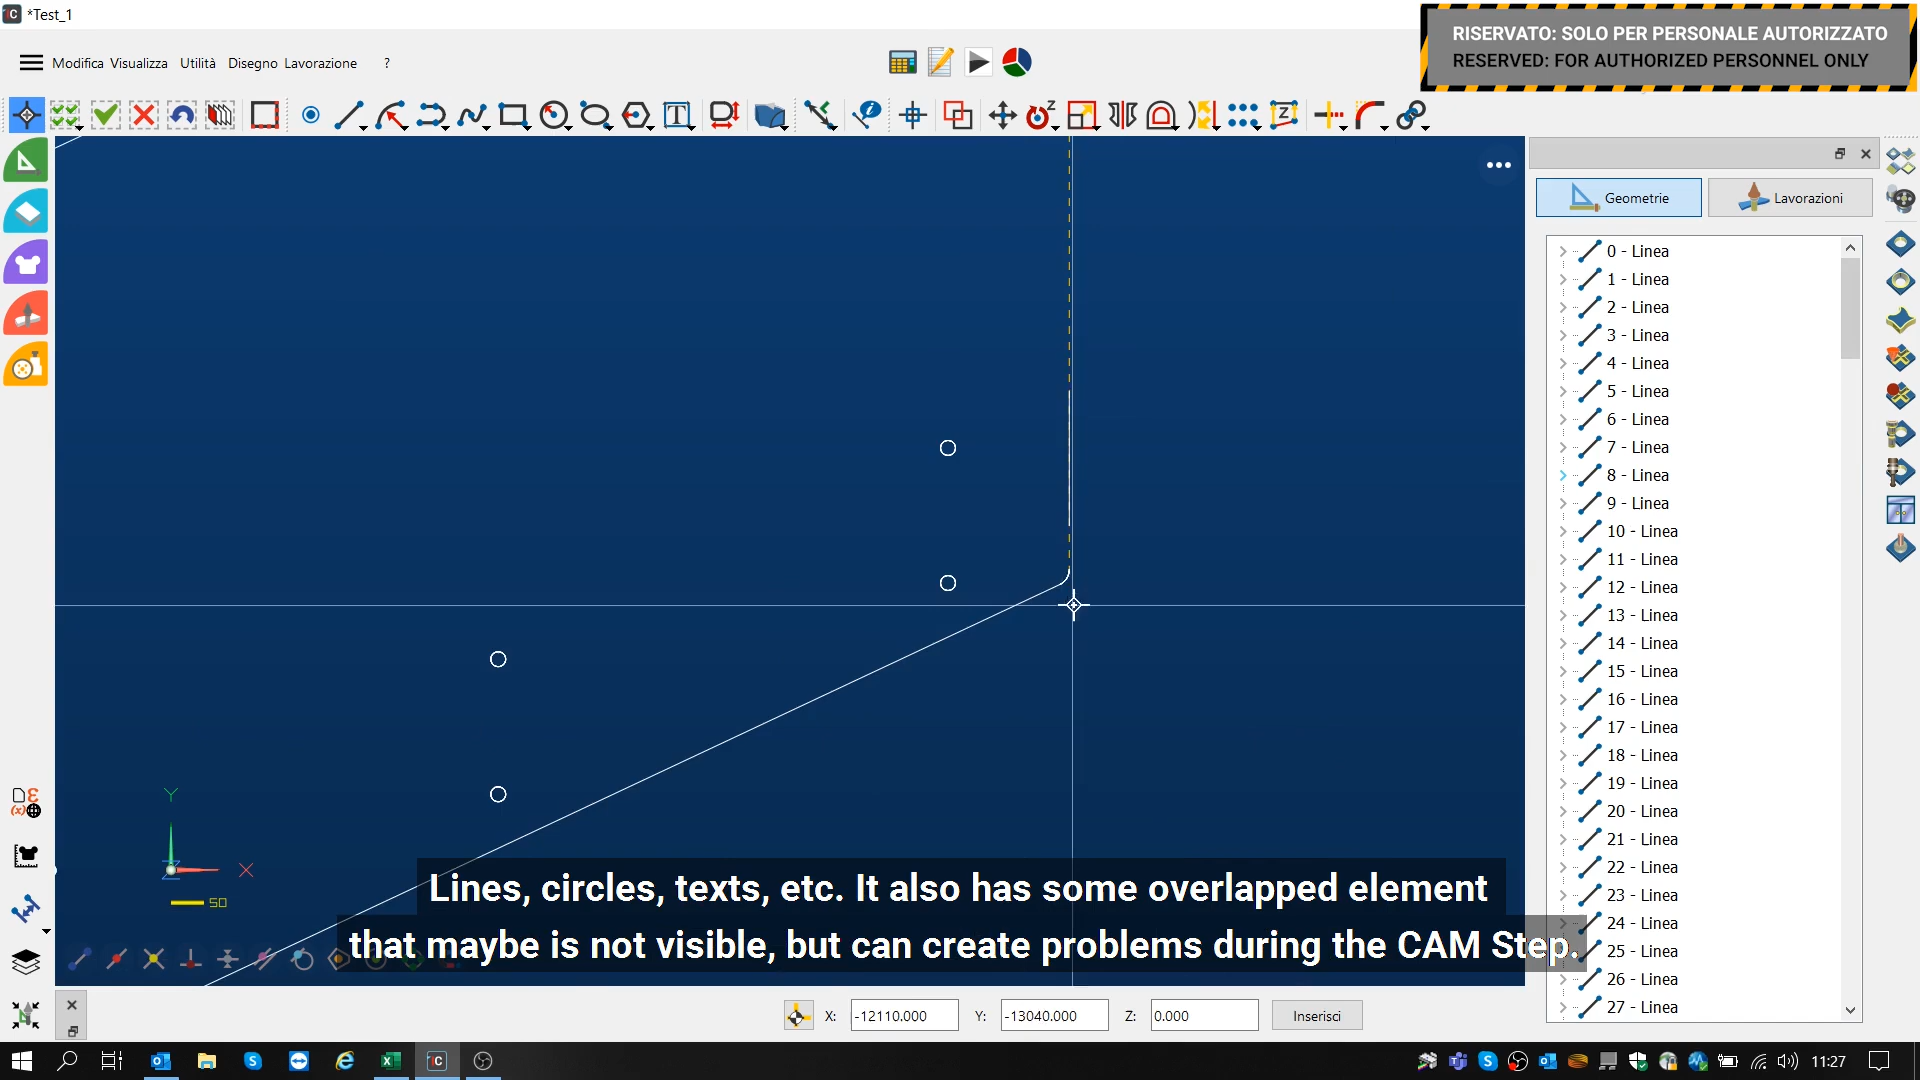 *Test_1
RISERVATO: SOLO PER PERSONALE AUTORIZZATO
RESERVED: FOR AUTHORIZED PERSONNEL ONLY
Modifica Visualizza Utilità Disegno Lavorazione ?
Geometrie Lavorazioni
0 - Linea
1 - Linea
2 - Linea
3 - Linea
4 - Linea
5 - Linea
6 - Linea
7 - Linea
8 - Linea
9 - Linea
10 - Linea
11 - Linea
12 - Linea
13 - Linea
14 - Linea
15 - Linea
16 - Linea
17 - Linea
18 - Linea
19 - Linea
20 - Linea
21 - Linea
22 - Linea
23 - Linea
24 - Linea
25 - Linea
26 - Linea
27 - Linea
Y
X
Z
50
Lines, circles, texts, etc. It also has some overlapped element
that maybe is not visible, but can create problems during the CAM Step.
X: -12110.000 Y: -13040.000 Z: 0.000 Inserisci
11:27